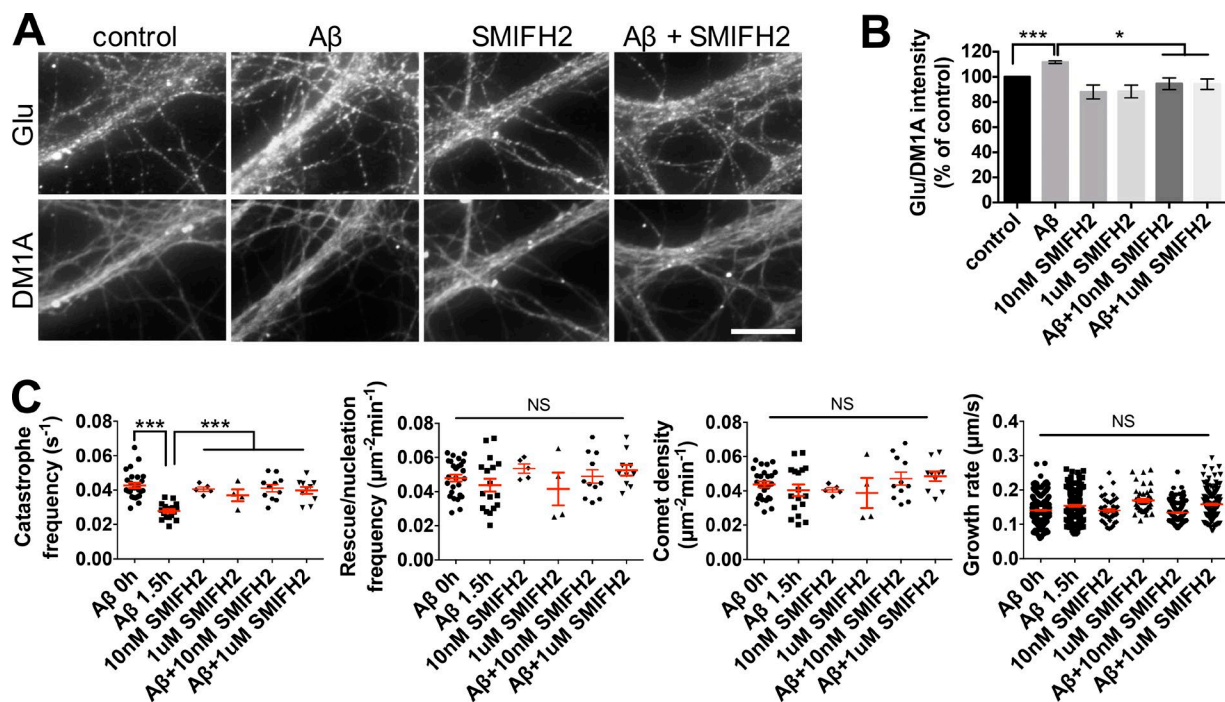 A
control
Aβ
SMIFH2
Aβ + SMIFH2
Glu
DM1A
B
Glu/DM1A intensity
(% of control)
140
120
100
80
60
40
20
0
***
*
control
Aβ
10nM SMIFH2
1uM SMIFH2
Aβ+10nM SMIFH2
Aβ+1uM SMIFH2
C
Catastrophe
frequency (s⁻¹)
0.08
0.06
0.04
0.02
0.00
***
***
Aβ 0h
Aβ 1.5h
10nM SMIFH2
1uM SMIFH2
Aβ+10nM SMIFH2
Aβ+1uM SMIFH2
Rescue/nucleation
frequency (μm⁻²min⁻¹)
0.08
0.06
0.04
0.02
0.00
NS
Aβ 0h
Aβ 1.5h
10nM SMIFH2
1uM SMIFH2
Aβ+10nM SMIFH2
Aβ+1uM SMIFH2
Comet density
(μm⁻²min⁻¹)
0.08
0.06
0.04
0.02
0.00
NS
Aβ 0h
Aβ 1.5h
10nM SMIFH2
1uM SMIFH2
Aβ+10nM SMIFH2
Aβ+1uM SMIFH2
Growth rate (μm/s)
0.4
0.3
0.2
0.1
0.0
NS
Aβ 0h
Aβ 1.5h
10nM SMIFH2
1uM SMIFH2
Aβ+10nM SMIFH2
Aβ+1uM SMIFH2